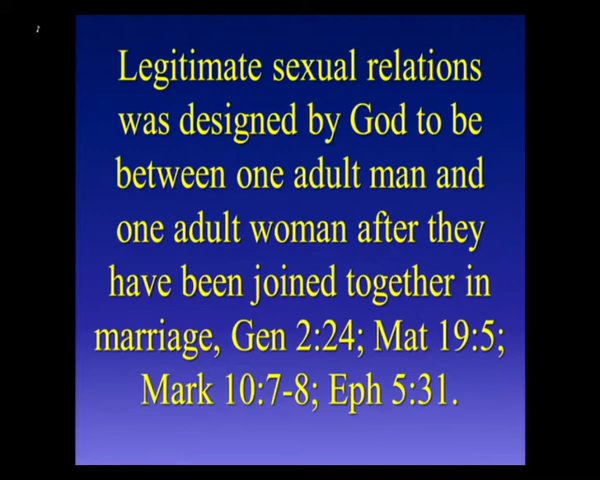 Legitimate sexual relations
was designed by God to be
between one adult man and
one adult woman after they
have been joined together in
marriage, Gen 2:24; Mat 19:5;
Mark 10:7-8; Eph 5:31.